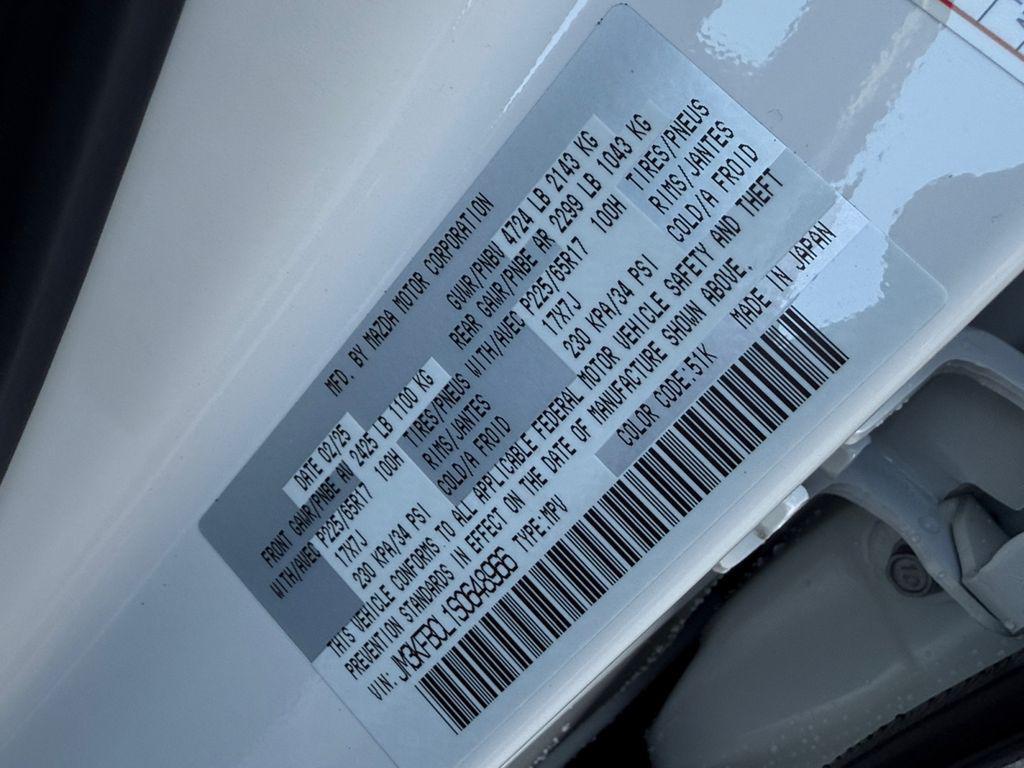 MFD. BY MAZDA MOTOR CORPORATION
DATE 02/25 GVWR/PNBV 4724 LB 2143 KG
FRONT GAWR/PNBE AV 2425 LB 1100 KG REAR GAWR/PNBE AR 2299 LB 1043 KG
WITH/AVEC P225/65R17 100H TIRES/PNEUS WITH/AVEC P225/65R17 100H TIRES/PNEUS
17X7J RIMS/JANTES 17X7J RIMS/JANTES
230 KPA/34 PSI COLD/A FROID 230 KPA/34 PSI COLD/A FROID
THIS VEHICLE CONFORMS TO ALL APPLICABLE FEDERAL MOTOR VEHICLE SAFETY AND THEFT
PREVENTION STANDARDS IN EFFECT ON THE DATE OF MANUFACTURE SHOWN ABOVE.
VIN: JM3KFBCL1S0648966 TYPE:MPV COLOR CODE:51K MADE IN JAPAN